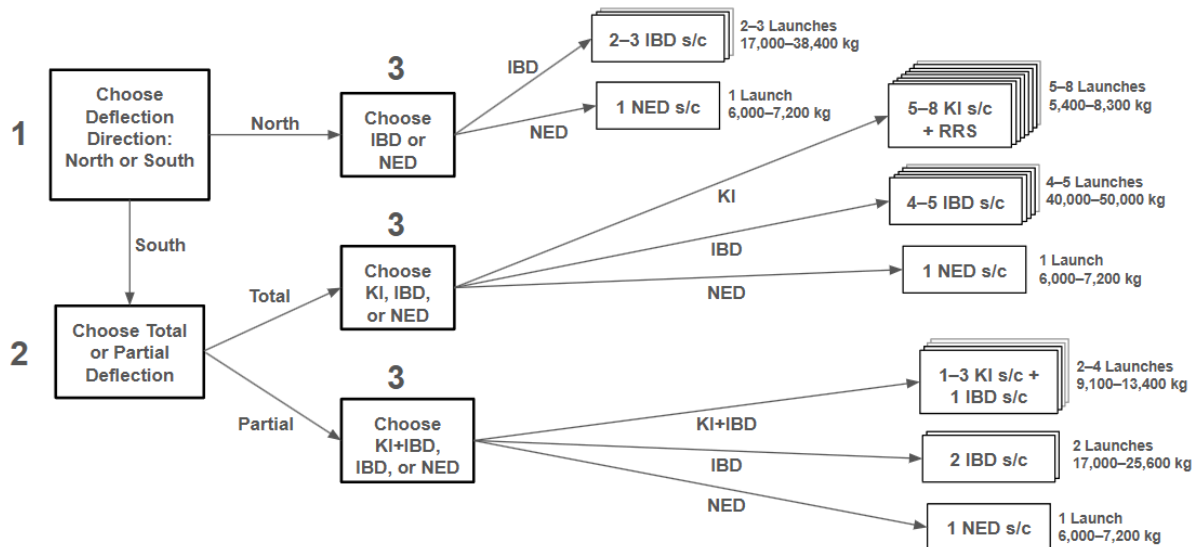 1
Choose
Deflection
Direction:
North or South
North
South
3
Choose
IBD or
NED
IBD
NED
2–3 IBD s/c
2–3 Launches
17,000–38,400 kg
1 NED s/c
1 Launch
6,000–7,200 kg
2
Choose Total
or Partial
Deflection
Total
Partial
3
Choose
KI, IBD,
or NED
KI
IBD
NED
5–8 KI s/c
+ RRS
5–8 Launches
5,400–8,300 kg
4–5 IBD s/c
4–5 Launches
40,000–50,000 kg
1 NED s/c
1 Launch
6,000–7,200 kg
3
Choose
KI+IBD,
IBD, or NED
KI+IBD
IBD
NED
1–3 KI s/c +
1 IBD s/c
2–4 Launches
9,100–13,400 kg
2 IBD s/c
2 Launches
17,000–25,600 kg
1 NED s/c
1 Launch
6,000–7,200 kg